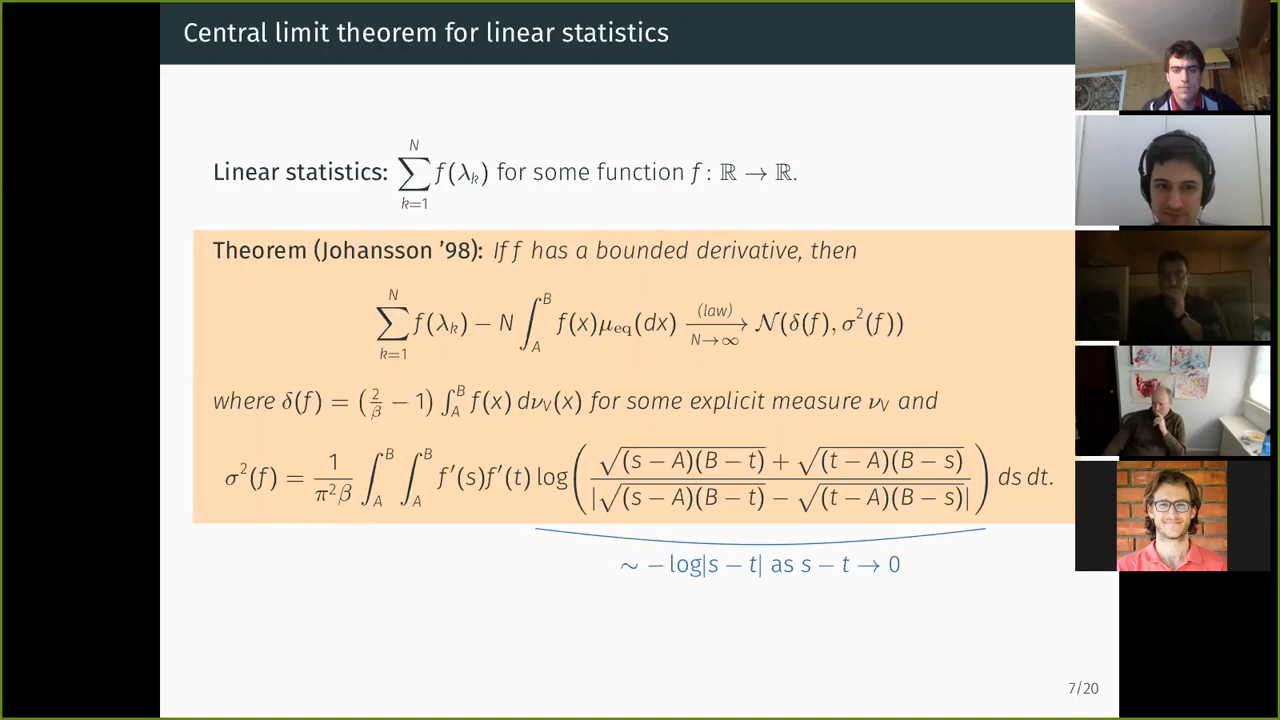 Central limit theorem for linear statistics
Linear statistics: $\sum_{k=1}^{N} f(\lambda_k)$ for some function $f: \mathbb{R} \to \mathbb{R}$.
Theorem (Johansson '98): If f has a bounded derivative, then
$\sum_{k=1}^{N} f(\lambda_k) - N \int_A^B f(x)\mu_{\mathrm{eq}}(dx) \xrightarrow[N\to\infty]{(law)} \mathcal{N}(\delta(f), \sigma^2(f))$
where $\delta(f) = \left(\frac{2}{\beta} - 1\right) \int_A^B f(x)\, d\nu_V(x)$ for some explicit measure $\nu_V$ and
$\sigma^2(f) = \frac{1}{\pi^2\beta} \int_A^B \int_A^B f'(s)f'(t) \log\left(\frac{\sqrt{(s-A)(B-t)} + \sqrt{(t-A)(B-s)}}{|\sqrt{(s-A)(B-t)} - \sqrt{(t-A)(B-s)}|}\right) ds\, dt.$
$\sim -\log|s-t|$ as $s-t \to 0$
7/20